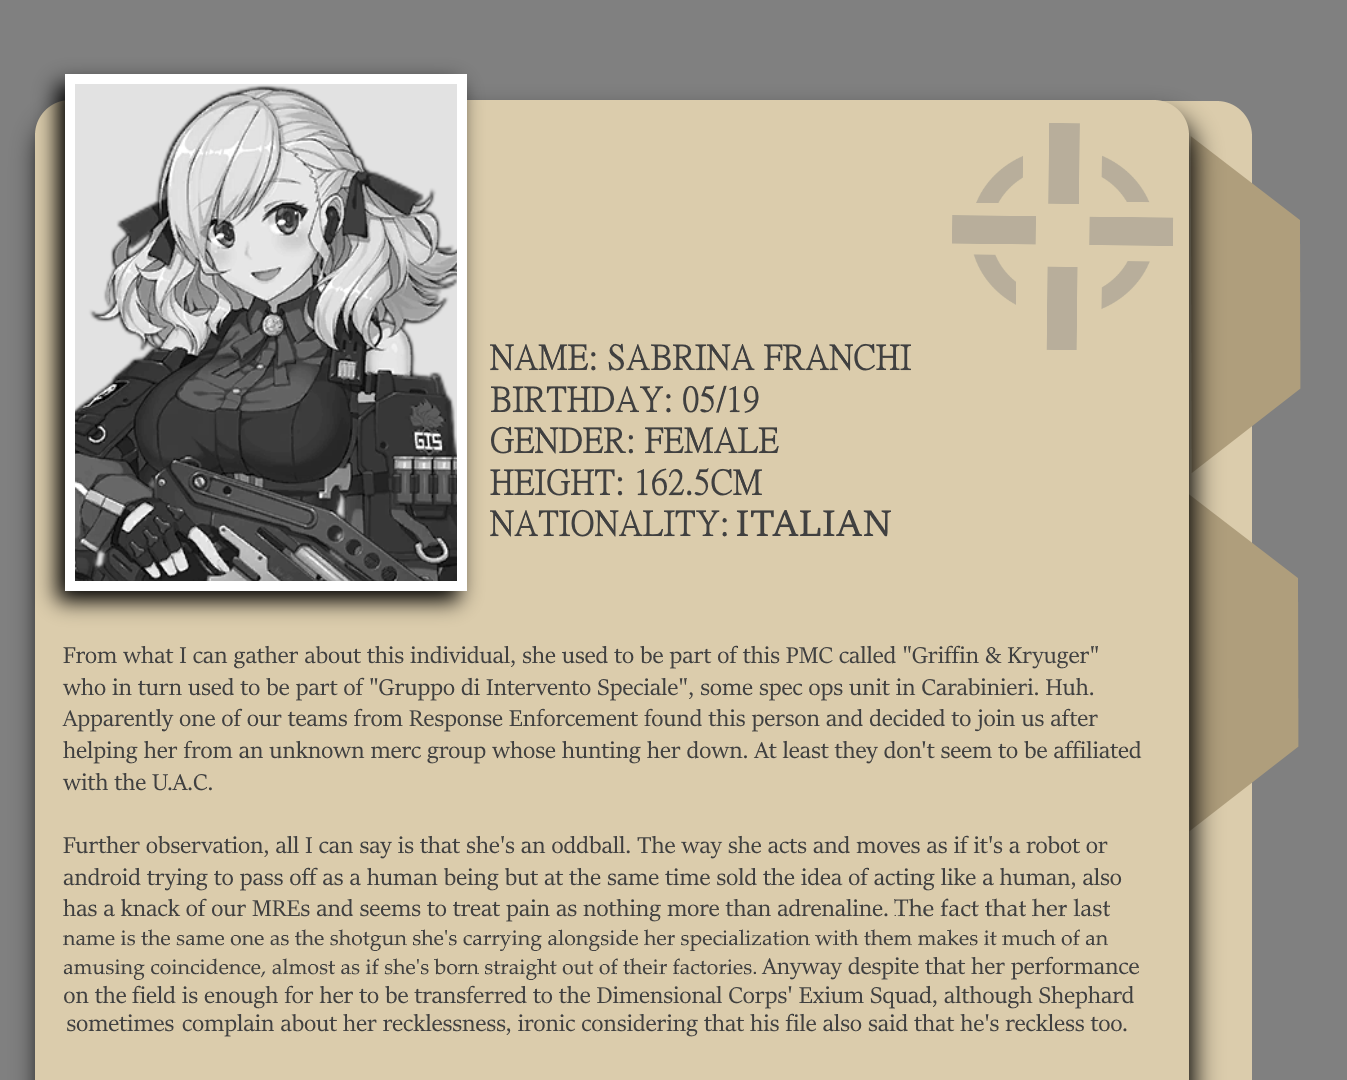 GIS
NAME: SABRINA FRANCHI
BIRTHDAY: 05/19
GENDER: FEMALE
HEIGHT: 162.5CM
NATIONALITY: ITALIAN
From what I can gather about this individual, she used to be part of this PMC called "Griffin & Kryuger"
who in turn used to be part of "Gruppo di Intervento Speciale", some spec ops unit in Carabinieri. Huh.
Apparently one of our teams from Response Enforcement found this person and decided to join us after
helping her from an unknown merc group whose hunting her down. At least they don't seem to be affiliated
with the U.A.C.
Further observation, all I can say is that she's an oddball. The way she acts and moves as if it's a robot or
android trying to pass off as a human being but at the same time sold the idea of acting like a human, also
has a knack of our MREs and seems to treat pain as nothing more than adrenaline. The fact that her last
name is the same one as the shotgun she's carrying alongside her specialization with them makes it much of an
amusing coincidence, almost as if she's born straight out of their factories. Anyway despite that her performance
on the field is enough for her to be transferred to the Dimensional Corps' Exium Squad, although Shephard
sometimes complain about her recklessness, ironic considering that his file also said that he's reckless too.